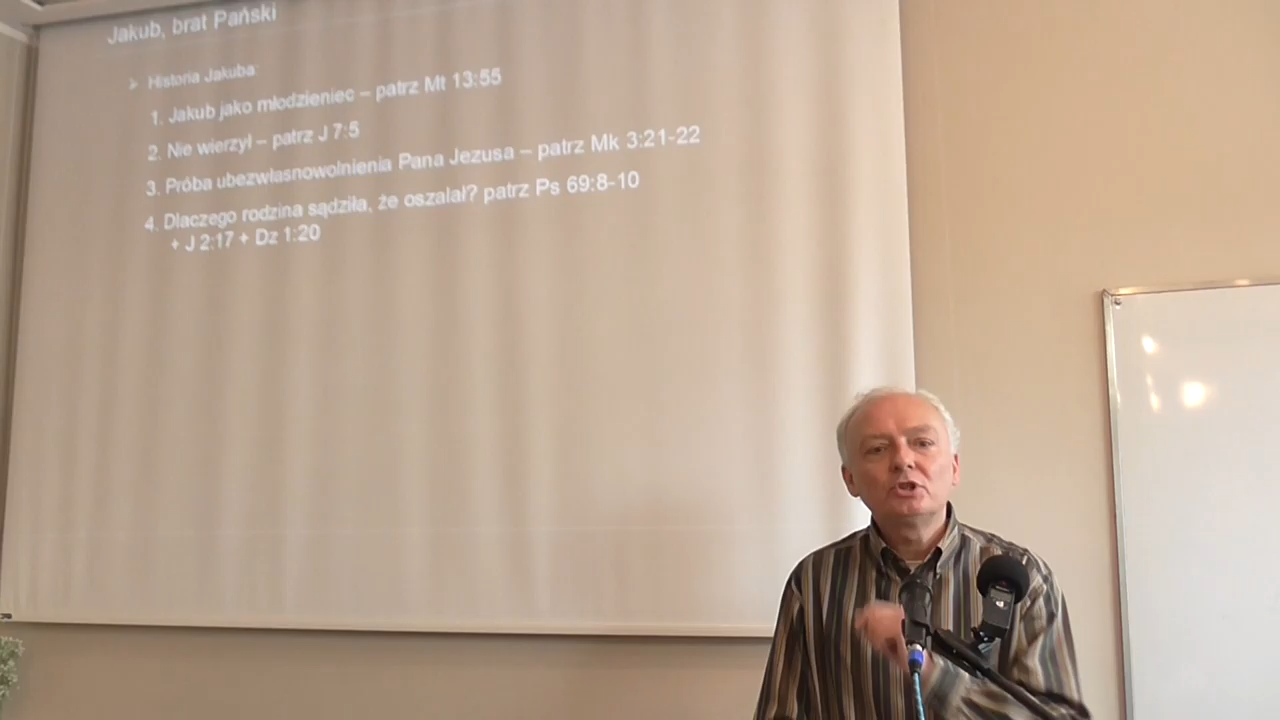 Jakub, brat Pański
➢ Historia Jakuba:
1. Jakub jako młodzieniec – patrz Mt 13:55
2. Nie wierzył – patrz J 7:5
3. Próba ubezwłasnowolnienia Pana Jezusa – patrz Mk 3:21-22
4. Dlaczego rodzina sądziła, że oszalał? patrz Ps 69:8-10
+ J 2:17 + Dz 1:20